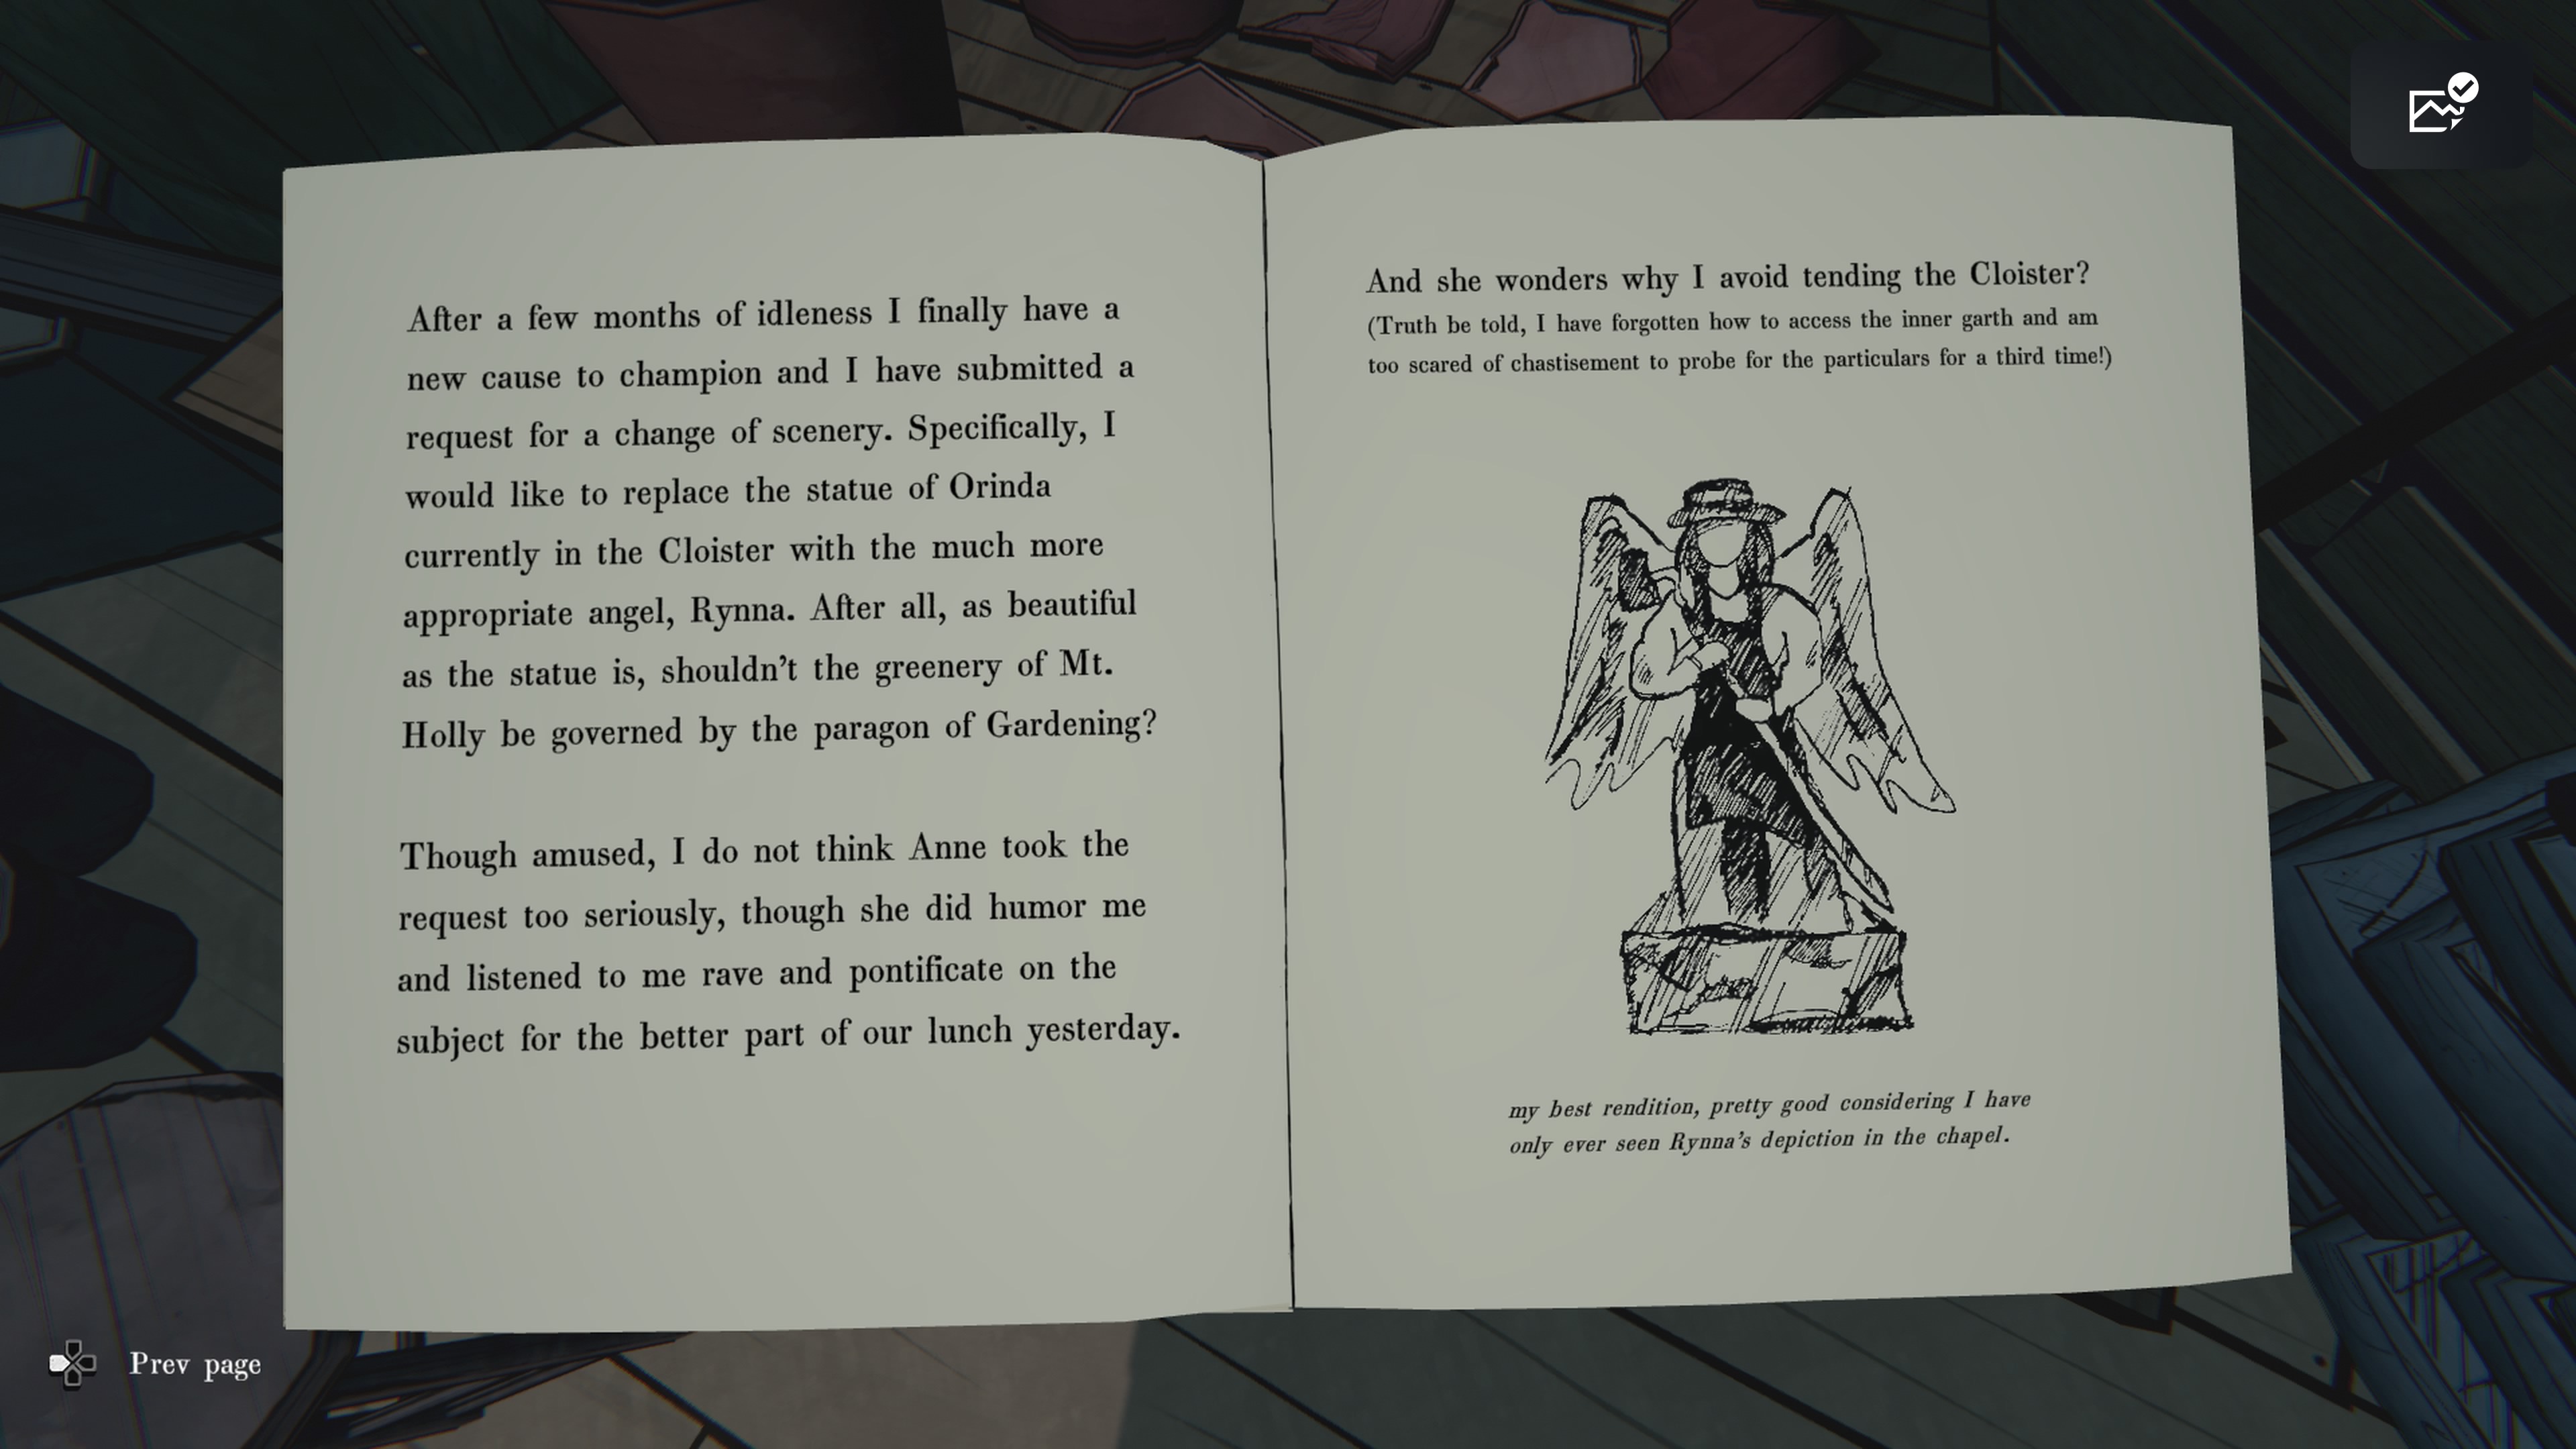 After a few months of idleness I finally have a
new cause to champion and I have submitted a
request for a change of scenery. Specifically, I
would like to replace the statue of Orinda
currently in the Cloister with the much more
appropriate angel, Rynna. After all, as beautiful
as the statue is, shouldn't the greenery of Mt.
Holly be governed by the paragon of Gardening?
Though amused, I do not think Anne took the
request too seriously, though she did humor me
and listened to me rave and pontificate on the
subject for the better part of our lunch yesterday.
And she wonders why I avoid tending the Cloister?
(Truth be told, I have forgotten how to access the inner garth and am
too scared of chastisement to probe for the particulars for a third time!)
my best rendition, pretty good considering I have
only ever seen Rynna's depiction in the chapel.
Prev page